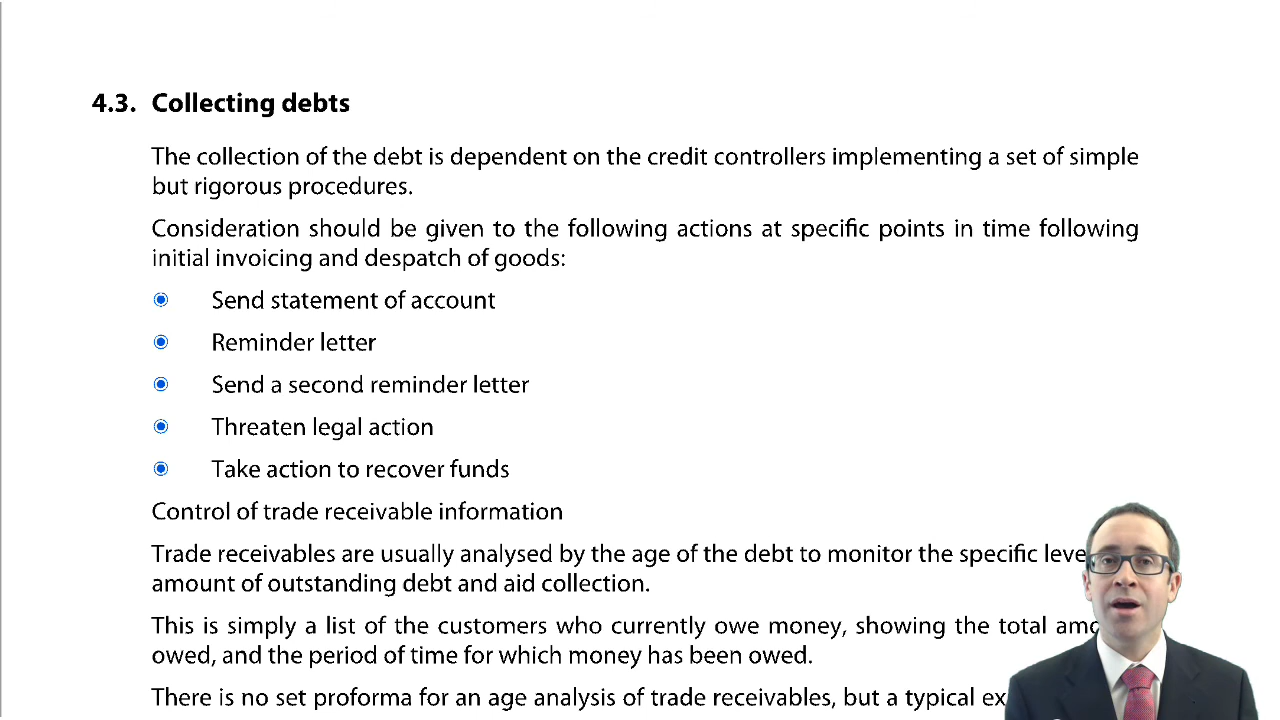 4.3. Collecting debts
The collection of the debt is dependent on the credit controllers implementing a set of simple
but rigorous procedures.
Consideration should be given to the following actions at specific points in time following
initial invoicing and despatch of goods:
Send statement of account
Reminder letter
Send a second reminder letter
Threaten legal action
Take action to recover funds
Control of trade receivable information
Trade receivables are usually analysed by the age of the debt to monitor the specific
amount of outstanding debt and aid collection.
This is simply a list of the customers who currently owe money, showing the total
owed, and the period of time for which money has been owed.
There is no set proforma for an age analysis of trade receivables, but a typical